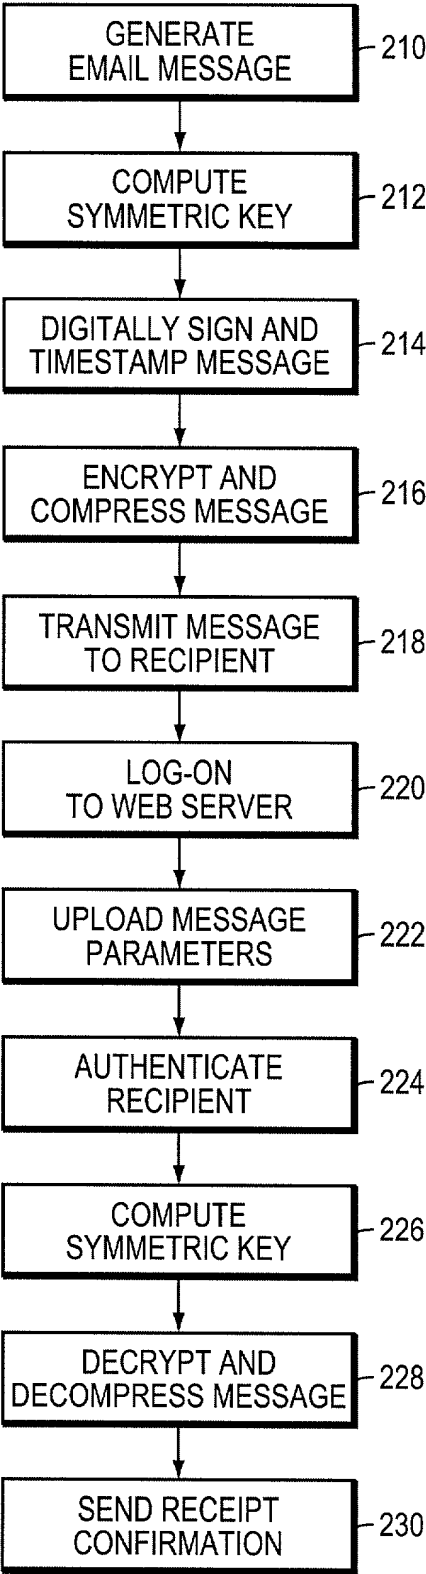 GENERATE
EMAIL MESSAGE
210
COMPUTE
SYMMETRIC KEY
212
DIGITALLY SIGN AND
TIMESTAMP MESSAGE
214
ENCRYPT AND
COMPRESS MESSAGE
216
TRANSMIT MESSAGE
TO RECIPIENT
218
LOG-ON
TO WEB SERVER
220
UPLOAD MESSAGE
PARAMETERS
222
AUTHENTICATE
RECIPIENT
224
COMPUTE
SYMMETRIC KEY
226
DECRYPT AND
DECOMPRESS MESSAGE
228
SEND RECEIPT
CONFIRMATION
230